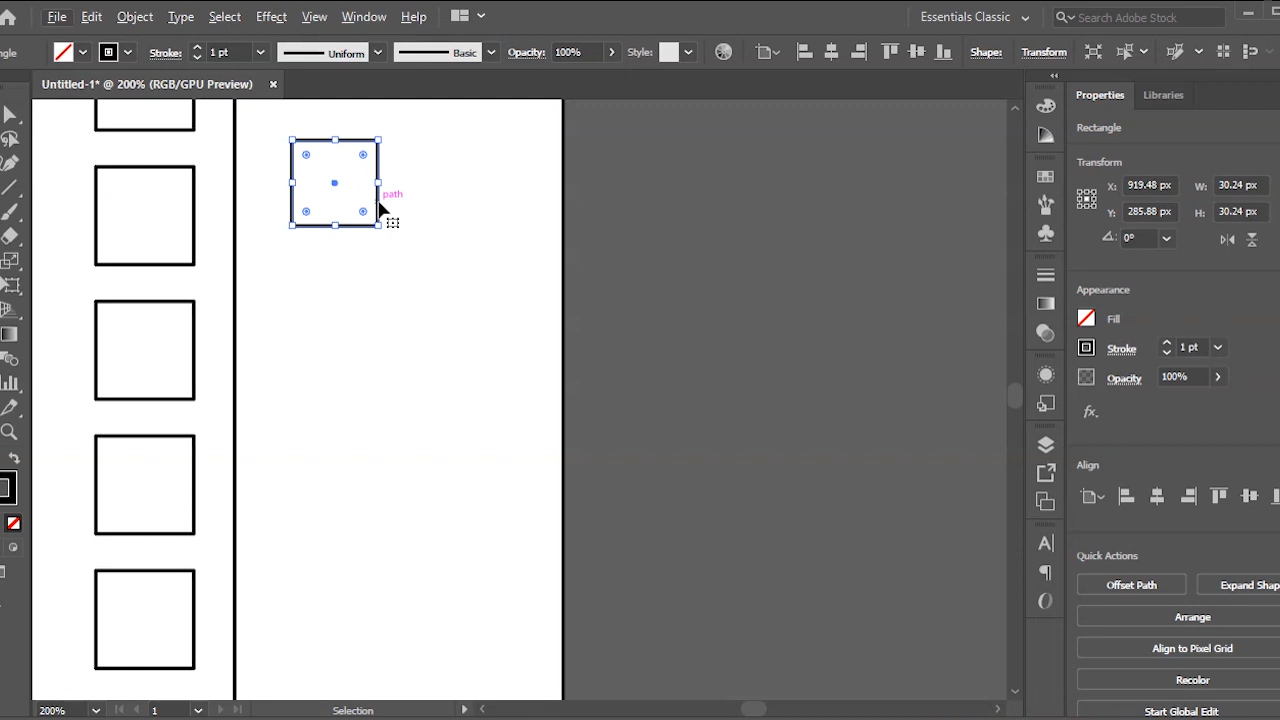 File Edit Object Type Select Effect View Window Help Essentials Classic Search Adobe Stock
ngle Stroke: 1 pt Uniform Basic Opacity: 100% Style: Shape: Transform
Untitled-1* @ 200% (RGB/GPU Preview) ×
Properties Libraries
Rectangle
Transform
X: 919.48 px W: 30.24 px
Y: 285.88 px H: 30.24 px
0°
path
Appearance
Fill
Stroke 1 pt
Opacity 100%
fx.
Align
Quick Actions
Offset Path Expand Shap
Arrange
Align to Pixel Grid
Recolor
Start Global Edit
200% 1 Selection